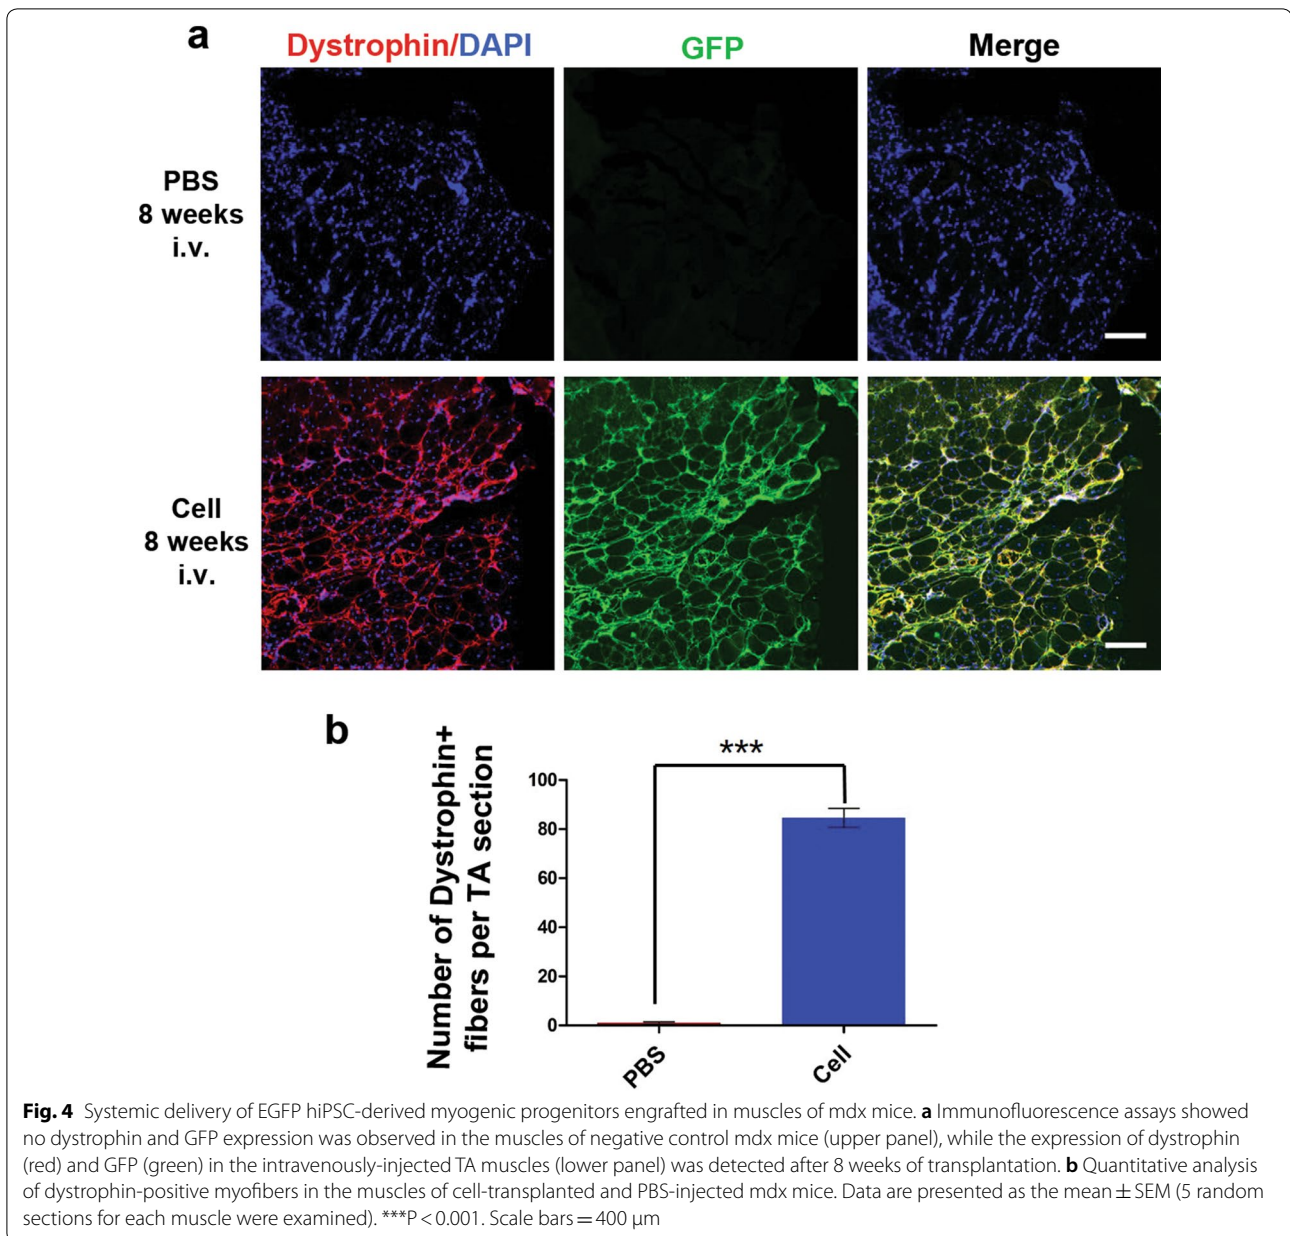 a
Dystrophin/DAPI
GFP
Merge
PBS
8 weeks
i.v.
Cell
8 weeks
i.v.
b
Number of Dystrophin+
fibers per TA section
***
100
80
60
40
20
0
PBS
Cell
Fig. 4 Systemic delivery of EGFP hiPSC-derived myogenic progenitors engrafted in muscles of mdx mice. a Immunofluorescence assays showed
no dystrophin and GFP expression was observed in the muscles of negative control mdx mice (upper panel), while the expression of dystrophin
(red) and GFP (green) in the intravenously-injected TA muscles (lower panel) was detected after 8 weeks of transplantation. b Quantitative analysis
of dystrophin-positive myofibers in the muscles of cell-transplanted and PBS-injected mdx mice. Data are presented as the mean ± SEM (5 random
sections for each muscle were examined). ***P < 0.001. Scale bars = 400 μm